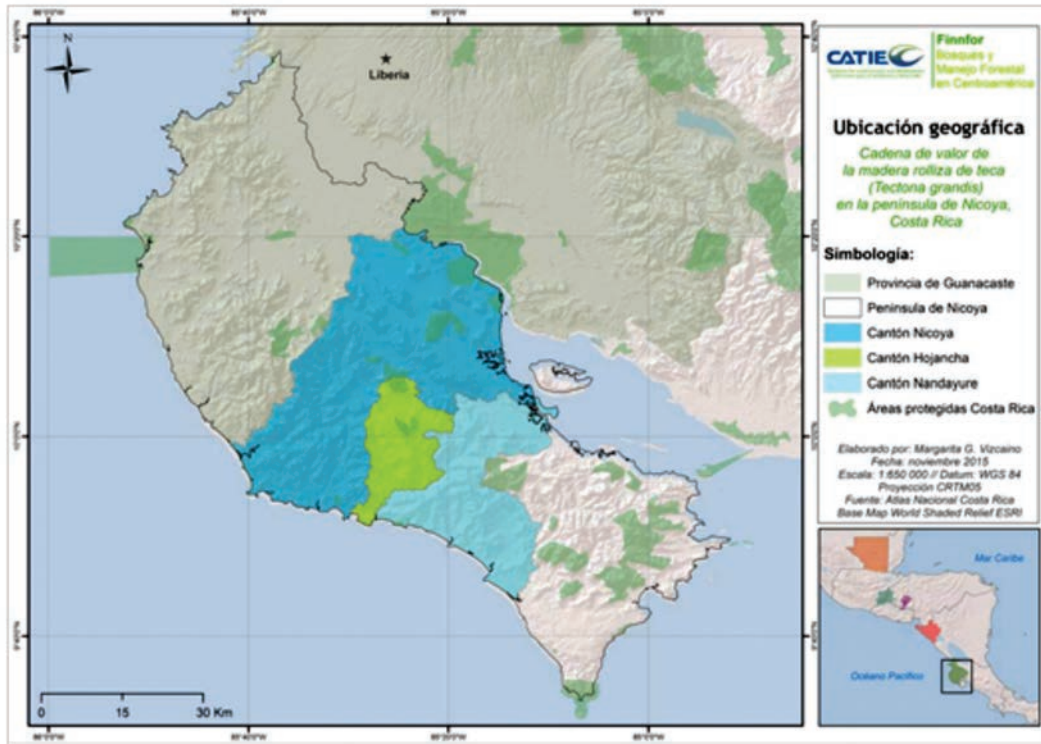 N
Liberia
0
15
30 Km
CATIE
Finnfor
Bosques y
Manejo Forestal
en Centroamérica
Ubicación geográfica
Cadena de valor de
la madera rolliza de teca
(Tectona grandis)
en la península de Nicoya,
Costa Rica
Simbología:
Provincia de Guanacaste
Península de Nicoya
Cantón Nicoya
Cantón Hojancha
Cantón Nandayure
Áreas protegidas Costa Rica
Elaborado por: Margarita G. Vizcaino
Fecha: noviembre 2015
Escala: 1:650 000 // Datum: WGS 84
Proyección CRTM05
Fuente: Atlas Nacional Costa Rica
Base Map World Shaded Relief ESRI
Mar Caribe
Océano Pacífico